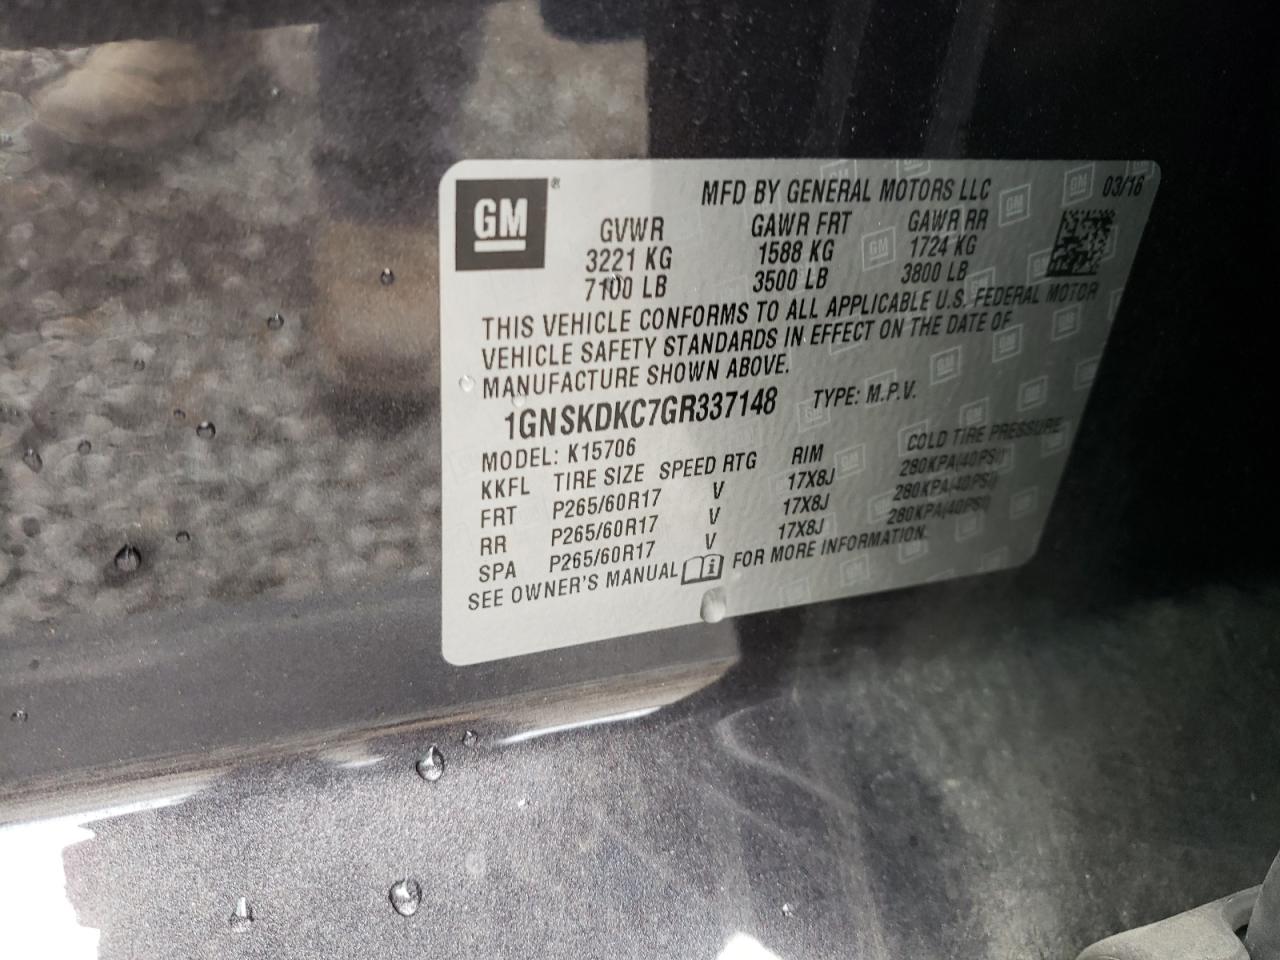 GM®
MFD BY GENERAL MOTORS LLC 03/16
GVWR GAWR FRT GAWR RR
3221 KG 1588 KG 1724 KG
7100 LB 3500 LB 3800 LB
THIS VEHICLE CONFORMS TO ALL APPLICABLE U.S. FEDERAL MOTOR
VEHICLE SAFETY STANDARDS IN EFFECT ON THE DATE OF
MANUFACTURE SHOWN ABOVE.
1GNSKDKC7GR337148 TYPE: M.P.V.
MODEL: K15706
KKFL TIRE SIZE SPEED RTG RIM COLD TIRE PRESSURE
FRT P265/60R17 V 17X8J 280KPA(40PSI)
RR P265/60R17 V 17X8J 280KPA(40PSI)
SPA P265/60R17 V 17X8J 280KPA(40PSI)
SEE OWNER'S MANUAL i FOR MORE INFORMATION.